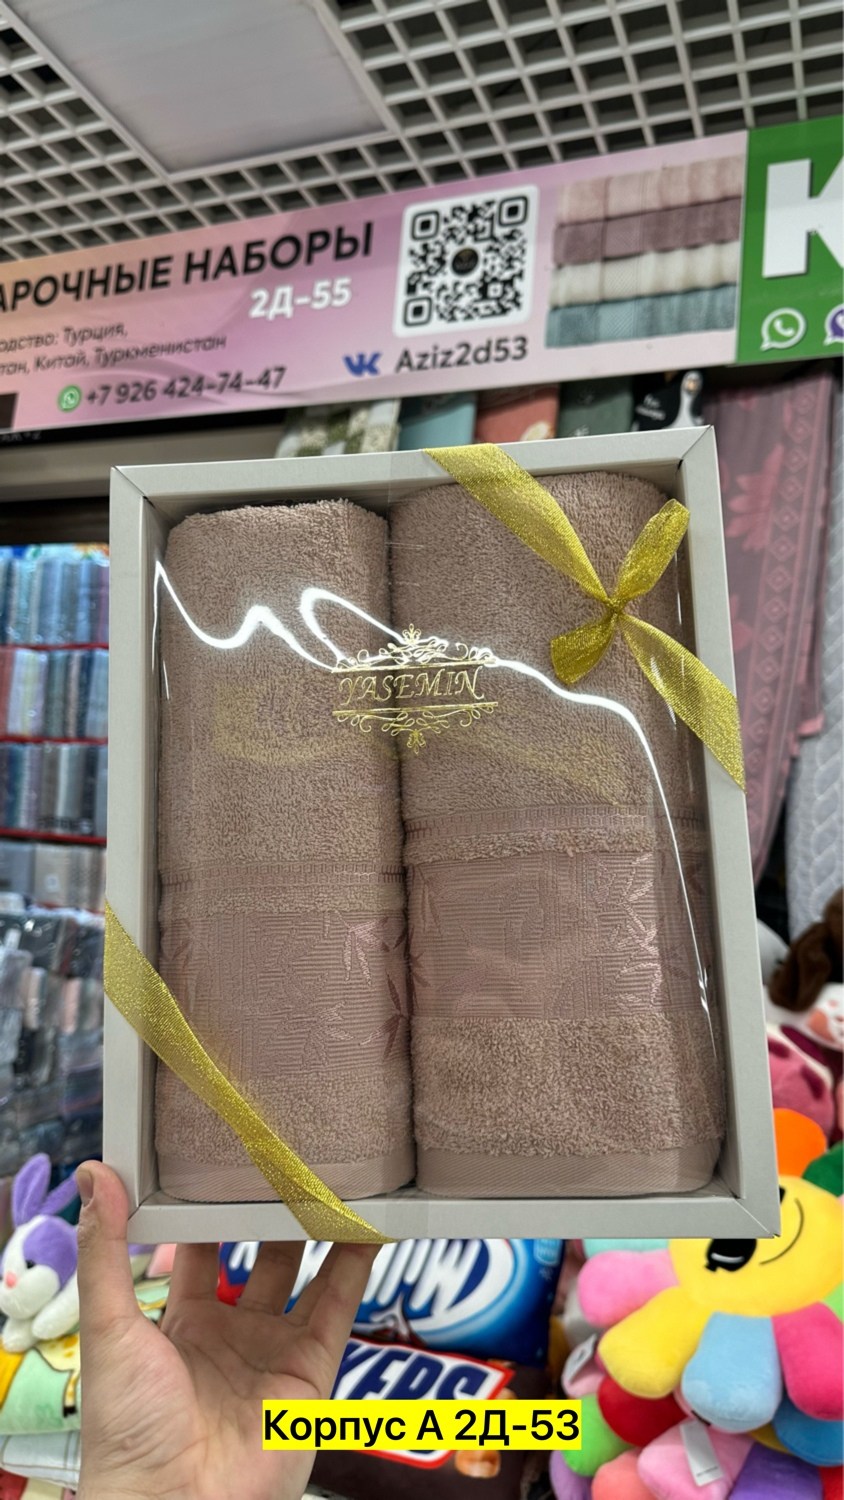 АРОЧНЫЕ НАБОРЫ
2Д-55
одство: Турция,
тан, Китай, Туркменистан
+7 926 424-74-47
Aziz2d53
К
YASEMIN
Корпус А 2Д-53